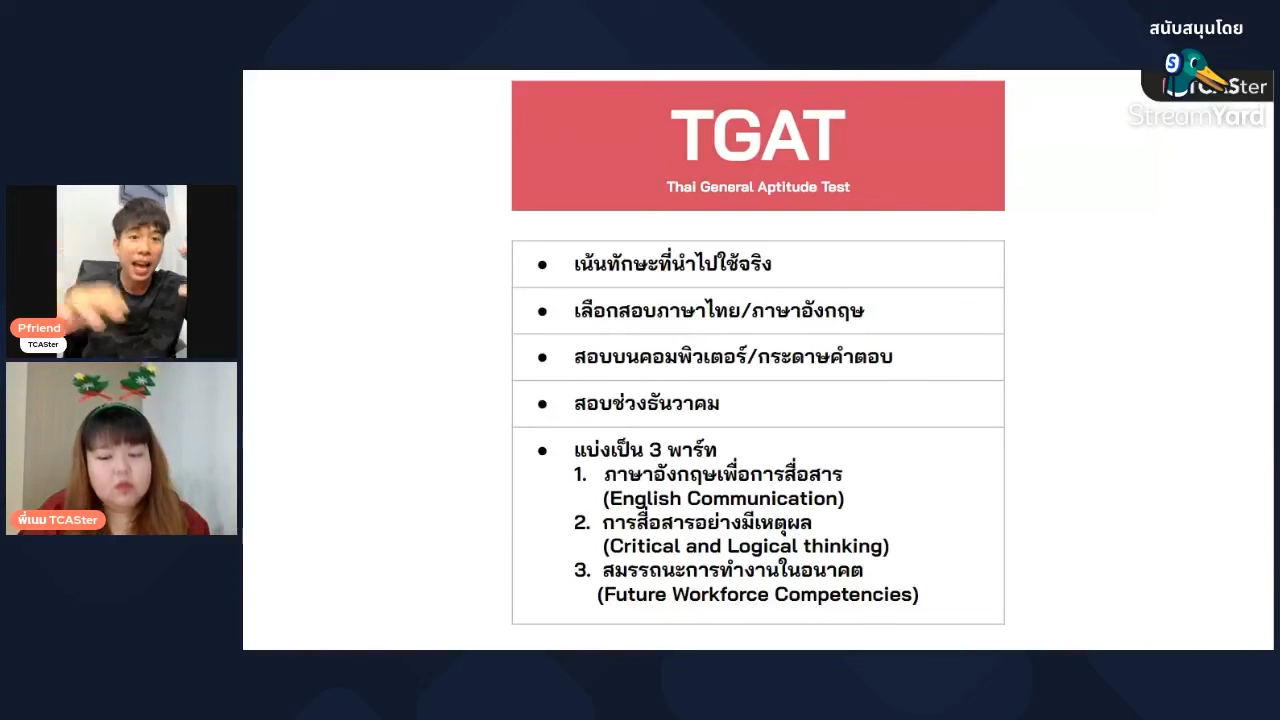 สนับสนุนโดย
S
TCASter
StreamYard
TGAT
Thai General Aptitude Test
● เน้นทักษะที่นำไปใช้จริง
● เลือกสอบภาษาไทย/ภาษาอังกฤษ
● สอบบนคอมพิวเตอร์/กระดาษคำตอบ
● สอบช่วงธันวาคม
● แบ่งเป็น 3 พาร์ท
1. ภาษาอังกฤษเพื่อการสื่อสาร
(English Communication)
2. การสื่อสารอย่างมีเหตุผล
(Critical and Logical thinking)
3. สมรรถนะการทำงานในอนาคต
(Future Workforce Competencies)
Pfriend
TCASter
พี่เนม TCASter